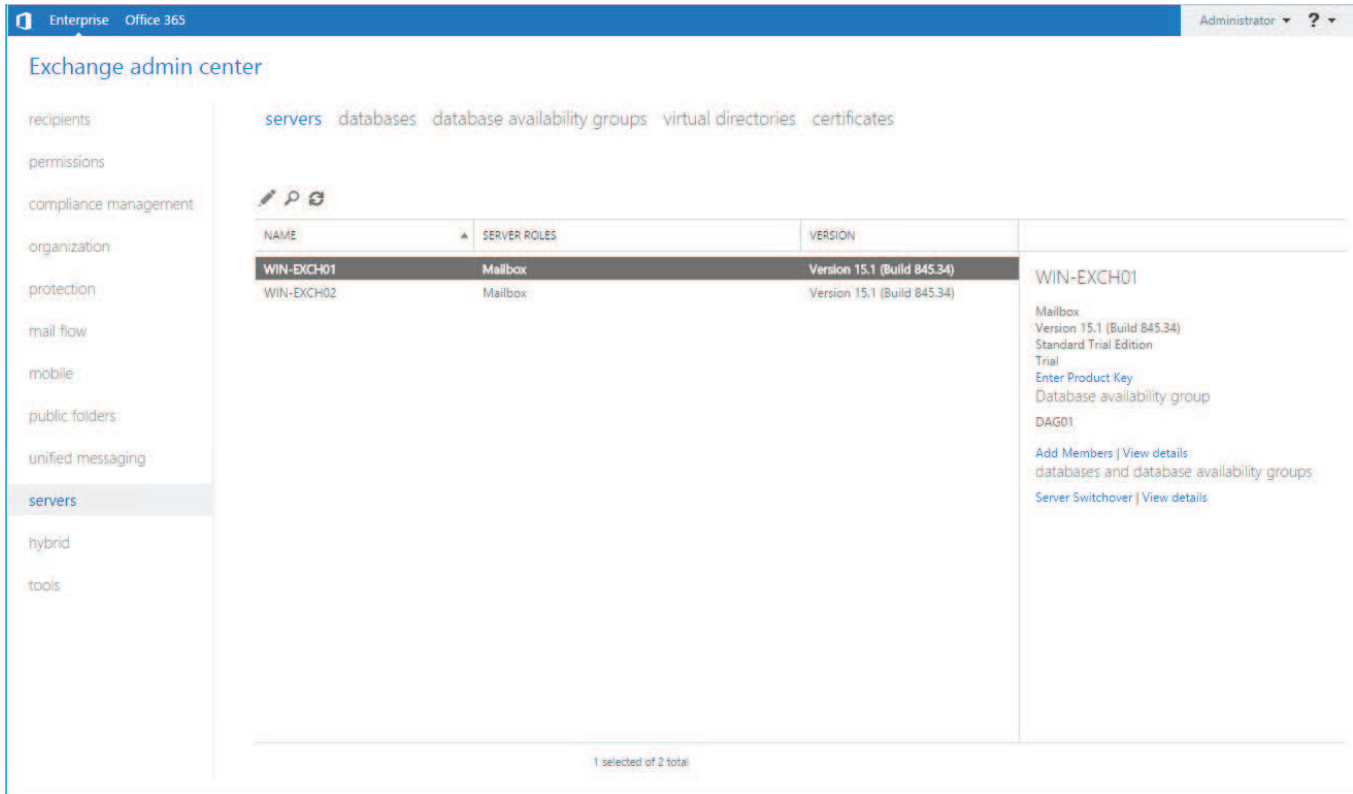 Enterprise Office 365
Administrator ?
Exchange admin center
recipients
permissions
compliance management
organization
protection
mail flow
mobile
public folders
unified messaging
servers
hybrid
tools
servers databases database availability groups virtual directories certificates
NAME SERVER ROLES VERSION
WIN-EXCH01 Mailbox Version 15.1 (Build 845.34)
WIN-EXCH02 Mailbox Version 15.1 (Build 845.34)
WIN-EXCH01
Mailbox
Version 15.1 (Build 845.34)
Standard Trial Edition
Trial
Enter Product Key
Database availability group
DAG01
Add Members | View details
databases and database availability groups
Server Switchover | View details
1 selected of 2 total